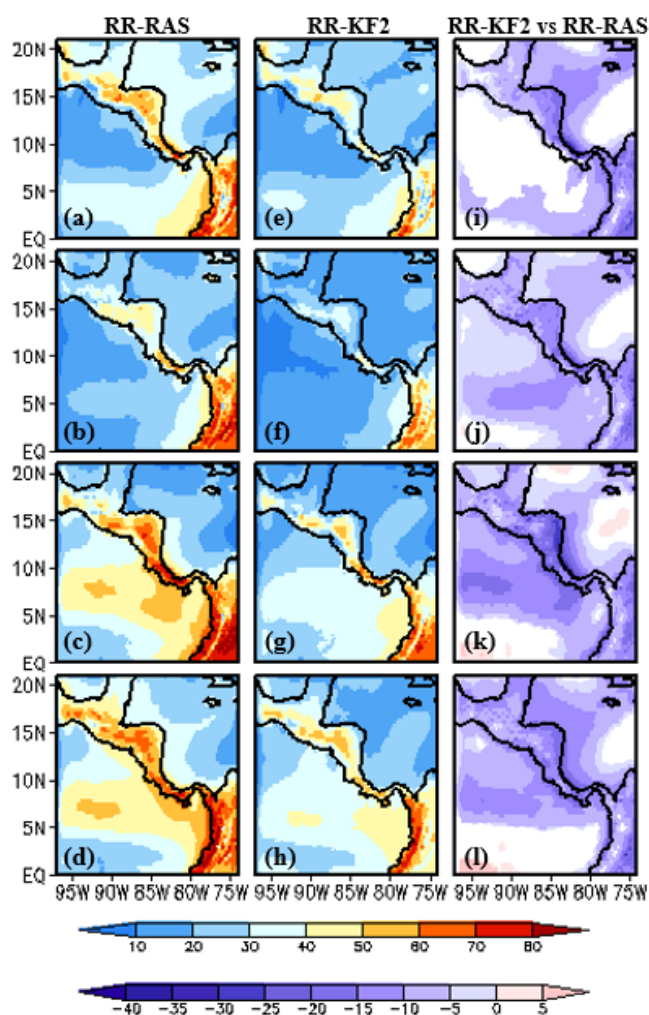 RR-RAS RR-KF2 RR-KF2 vs RR-RAS
20N
15N
10N
5N
EQ
(a) (e) (i)
20N
15N
10N
5N
EQ
(b) (f) (j)
20N
15N
10N
5N
EQ
(c) (g) (k)
20N
15N
10N
5N
EQ
(d) (h) (l)
95W 90W 85W 80W 75W 95W 90W 85W 80W 75W 95W 90W 85W 80W 75W
10 20 30 40 50 60 70 80
-40 -35 -30 -25 -20 -15 -10 -5 0 5